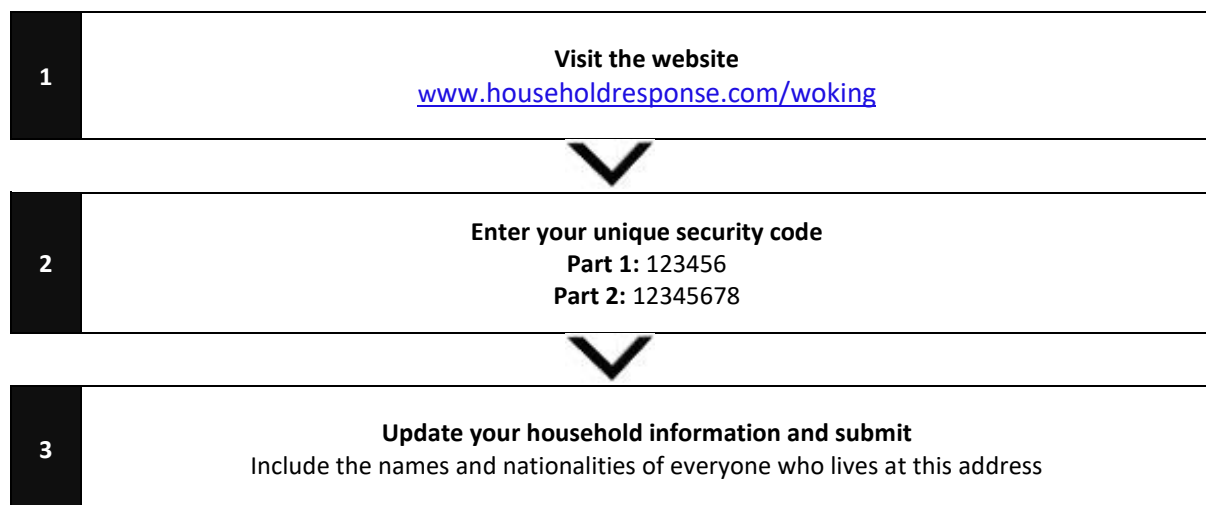 1
Visit the website
www.householdresponse.com/woking
2
Enter your unique security code
Part 1: 123456
Part 2: 12345678
3
Update your household information and submit
Include the names and nationalities of everyone who lives at this address